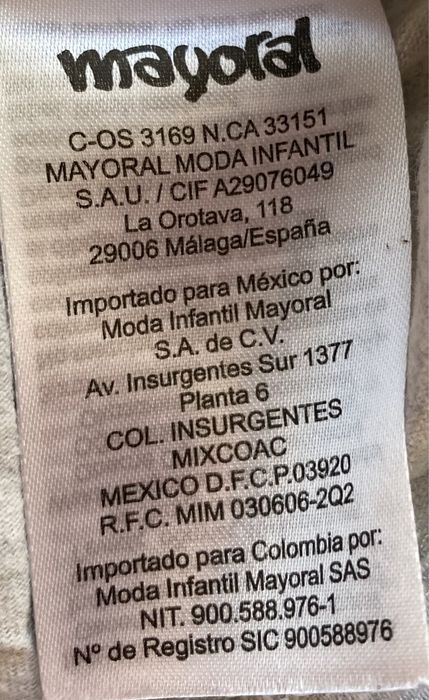 mayoral
C-OS 3169 N.CA 33151
MAYORAL MODA INFANTIL
S.A.U. / CIF A29076049
La Orotava, 118
29006 Málaga/España
Importado para México por:
Moda Infantil Mayoral
S.A. de C.V.
Av. Insurgentes Sur 1377
Planta 6
COL. INSURGENTES
MIXCOAC
MEXICO D.F.C.P.03920
R.F.C. MIM 030606-2Q2
Importado para Colombia por:
Moda Infantil Mayoral SAS
NIT. 900.588.976-1
Nº de Registro SIC 900588976